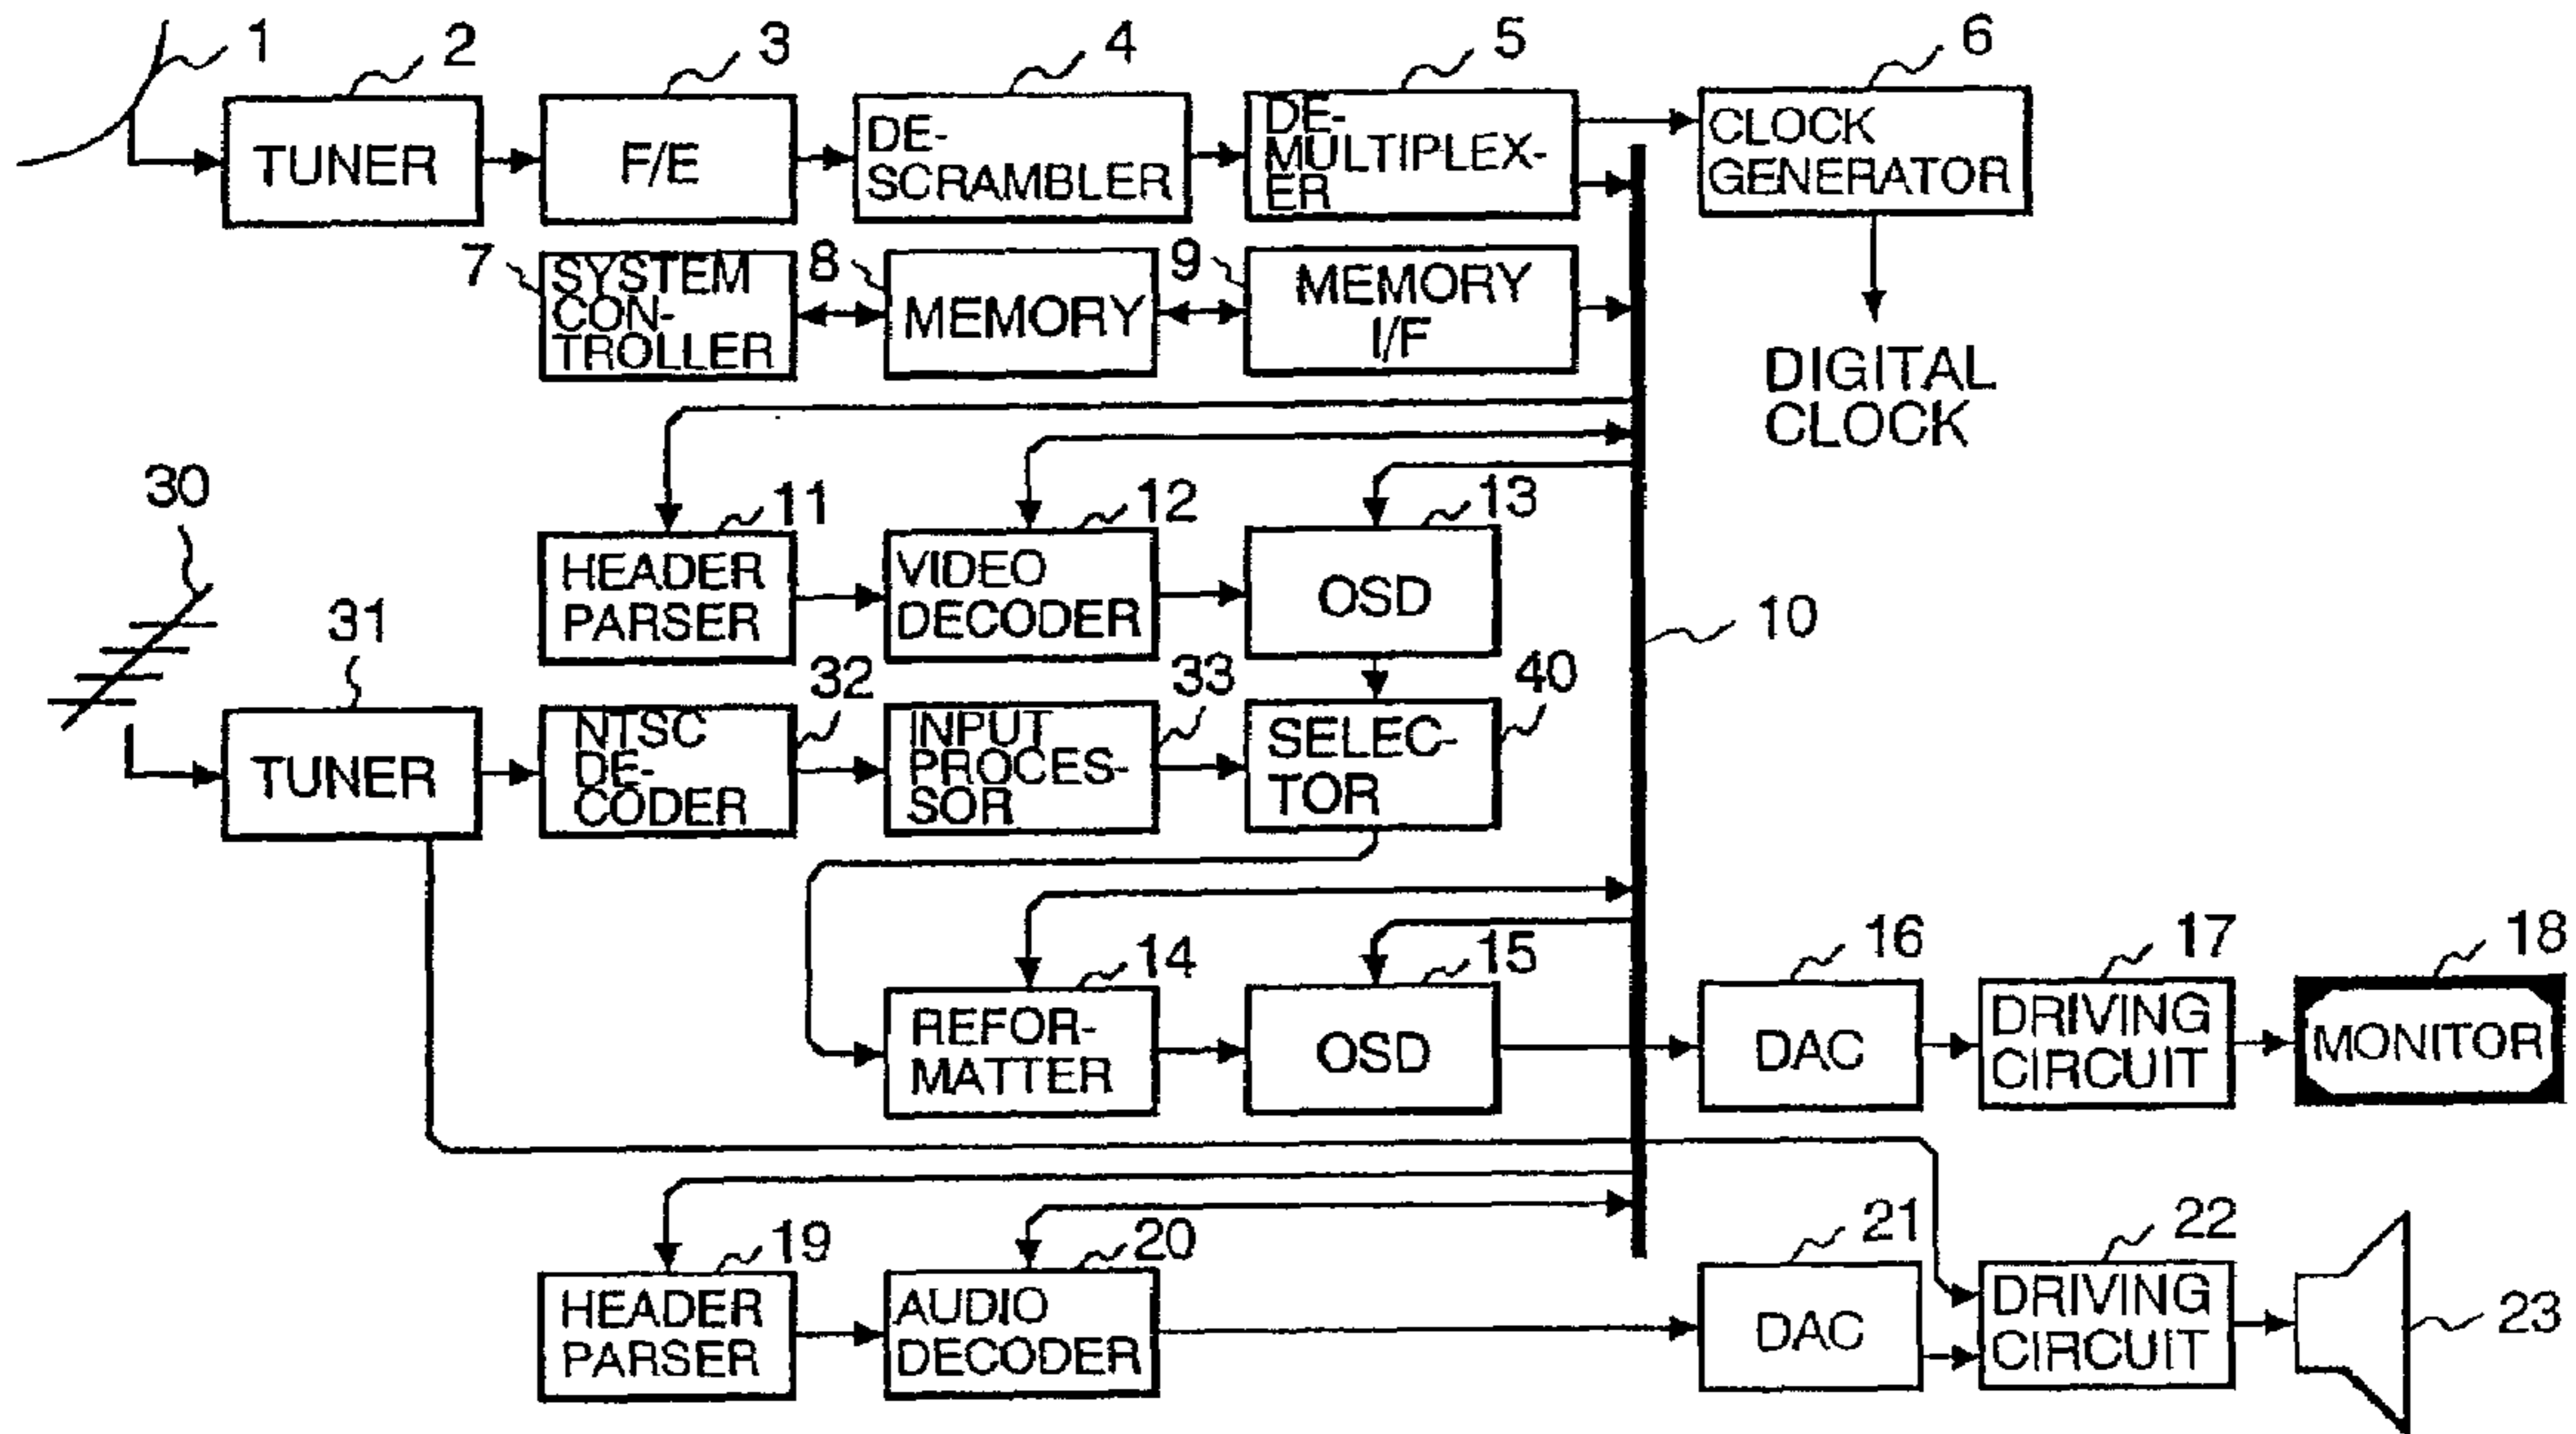 1
2
3
4
5
6
TUNER
F/E
DE-
SCRAMBLER
DE-
MULTIPLEX-
ER
CLOCK
GENERATOR
7
SYSTEM
CON-
TROLLER
8
MEMORY
9
MEMORY
I/F
DIGITAL
CLOCK
30
11
12
13
HEADER
PARSER
VIDEO
DECODER
OSD
10
31
32
33
40
TUNER
NTSC
DE-
CODER
INPUT
PROCES-
SOR
SELEC-
TOR
14
15
16
17
18
REFOR-
MATTER
OSD
DAC
DRIVING
CIRCUIT
MONITOR
19
20
21
22
HEADER
PARSER
AUDIO
DECODER
DAC
DRIVING
CIRCUIT
23